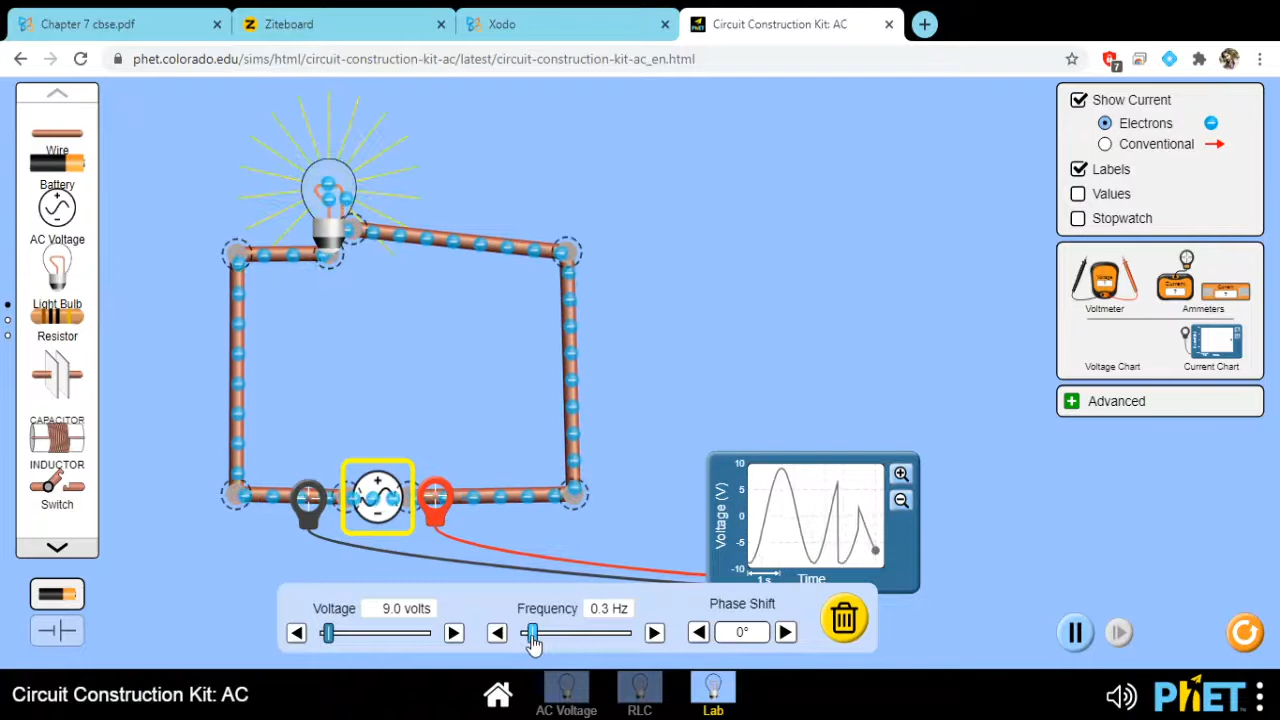 Chapter 7 cbse.pdf
Ziteboard
Xodo
Circuit Construction Kit: AC
phet.colorado.edu/sims/html/circuit-construction-kit-ac/latest/circuit-construction-kit-ac_en.html
7
Wire
Battery
AC Voltage
Light Bulb
Resistor
CAPACITOR
INDUCTOR
Switch
Show Current
Electrons
Conventional
Labels
Values
Stopwatch
Voltmeter
Ammeters
Voltage Chart
Current Chart
Advanced
Voltage (V)
10
5
0
-5
-10
1 s
Time
Voltage 9.0 volts
Frequency 0.3 Hz
Phase Shift
0°
Circuit Construction Kit: AC
AC Voltage
RLC
Lab
PhET